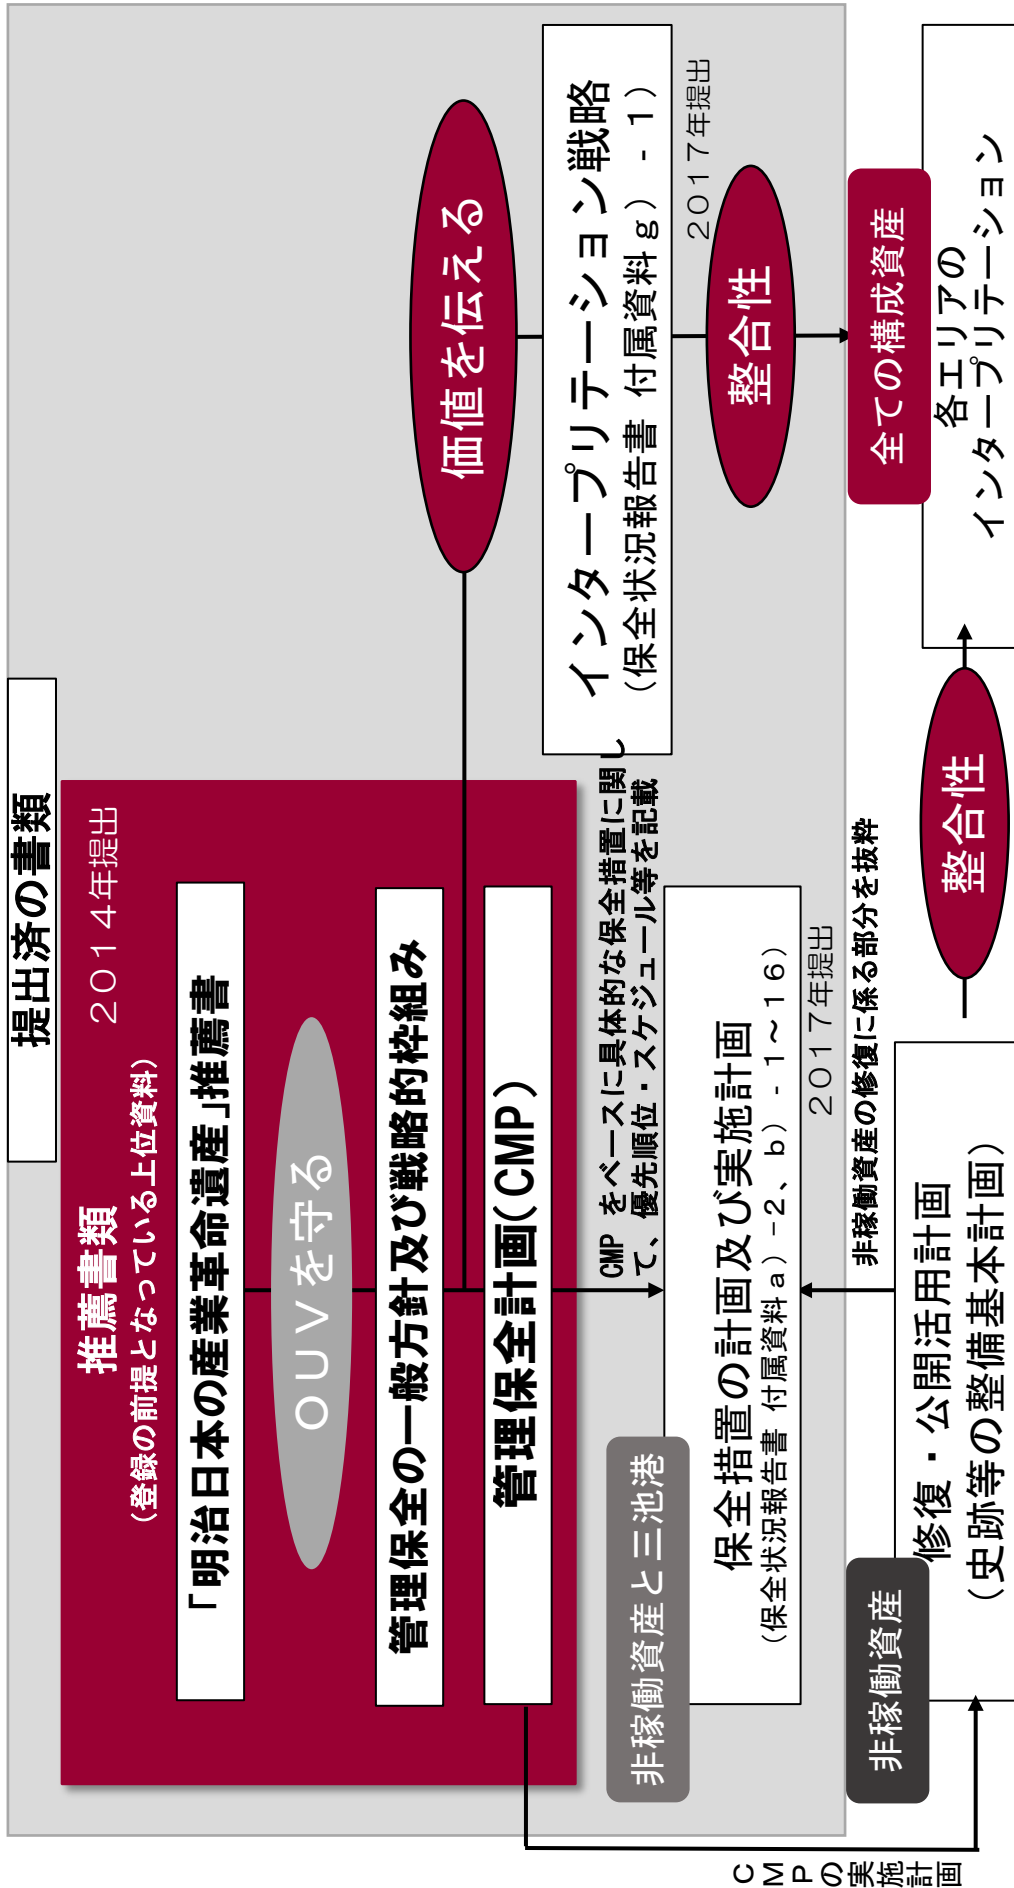 提出済の書類
推薦書類
(登録の前提となっている上位資料)
2014年提出
「明治日本の産業革命遺産」推薦書
OUVを守る
管理保全の一般方針及び戦略的枠組み
管理保全計画(CMP)
価値を伝える
インタープリテーション戦略
(保全状況報告書 付属資料g) - 1)
2017年提出
CMP をベースに具体的な保全措置に関し
て、優先順位・スケジュール等を記載
非稼働資産と三池港
保全措置の計画及び実施計画
(保全状況報告書 付属資料a) -2、b) - 1~16)
2017年提出
整合性
全ての構成資産
各エリアの
インタープリテーション
非稼働資産の修復に係る部分を抜粋
非稼働資産
修復・公開活用計画
(史跡等の整備基本計画)
整合性
CMPの実施計画